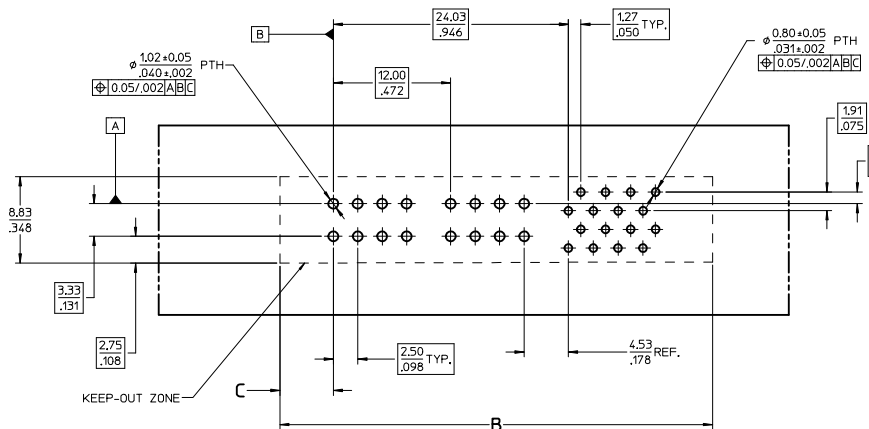 B
24.03
.946
1.27 TYP.
.050
⌀ 1.02±0.05 PTH
.040±.002
⌖ 0.05/.002 A B C
⌀ 0.80±0.05 PTH
.031±.002
⌖ 0.05/.002 A B C
12.00
.472
1.91
.075
A
8.83
.348
3.33
.131
2.75
.108
2.50 TYP.
.098
4.53 REF.
.178
C
KEEP-OUT ZONE
B